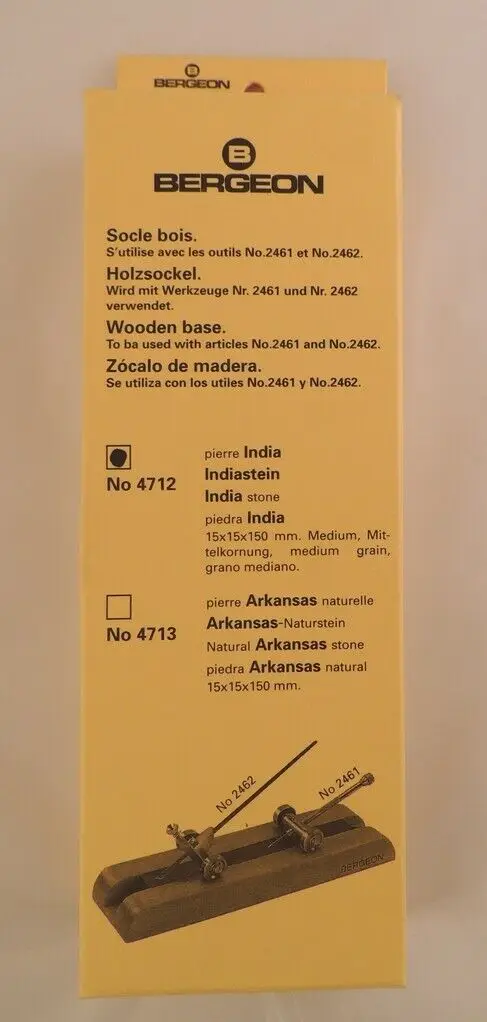 B
BERGEON
B
BERGEON
Socle bois.
S'utilise avec les outils No.2461 et No.2462.
Holzsockel.
Wird mit Werkzeuge Nr. 2461 und Nr. 2462
verwendet.
Wooden base.
To ba used with articles No.2461 and No.2462.
Zócalo de madera.
Se utiliza con los utiles No.2461 y No.2462.
No 4712
pierre India
Indiastein
India stone
piedra India
15x15x150 mm. Medium, Mit-
telkornung, medium grain,
grano mediano.
No 4713
pierre Arkansas naturelle
Arkansas-Naturstein
Natural Arkansas stone
piedra Arkansas natural
15x15x150 mm.
No 2462
No 2461
BERGEON